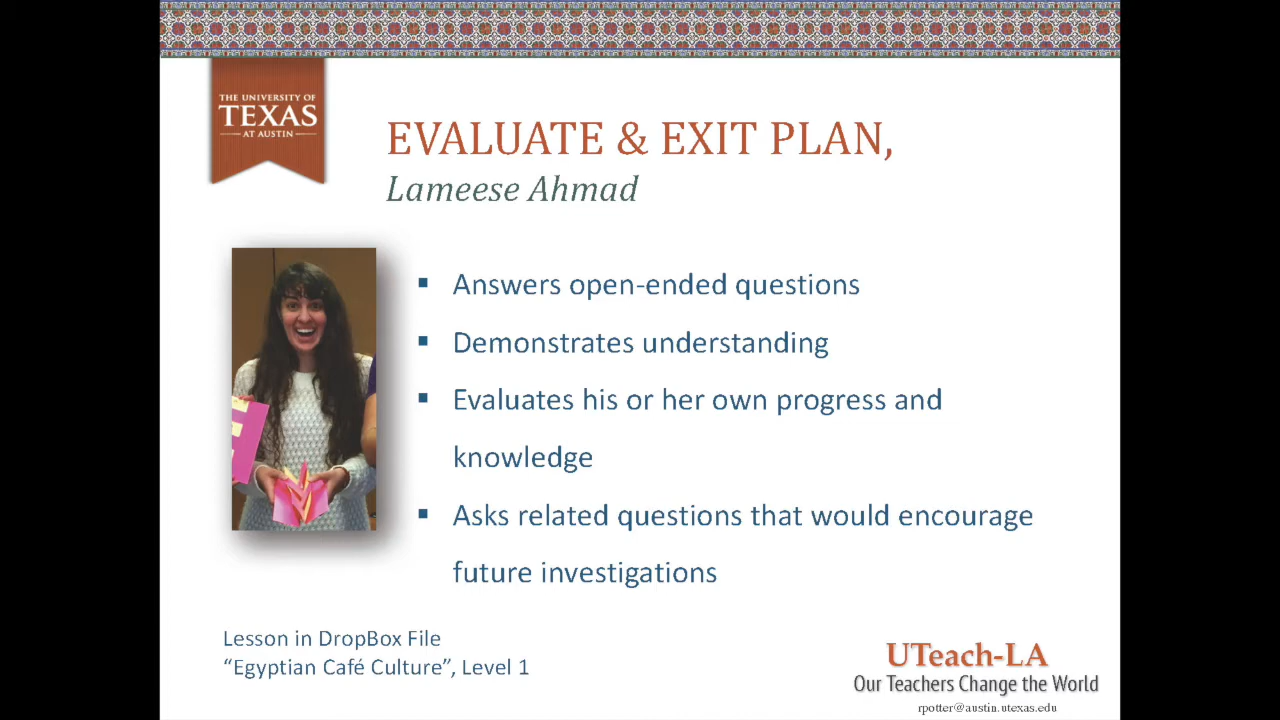 THE UNIVERSITY OF
TEXAS
AT AUSTIN
EVALUATE & EXIT PLAN,
Lameese Ahmad
▪ Answers open-ended questions
▪ Demonstrates understanding
▪ Evaluates his or her own progress and
knowledge
▪ Asks related questions that would encourage
future investigations
Lesson in DropBox File
“Egyptian Café Culture”, Level 1
UTeach-LA
Our Teachers Change the World
rpotter@austin.utexas.edu